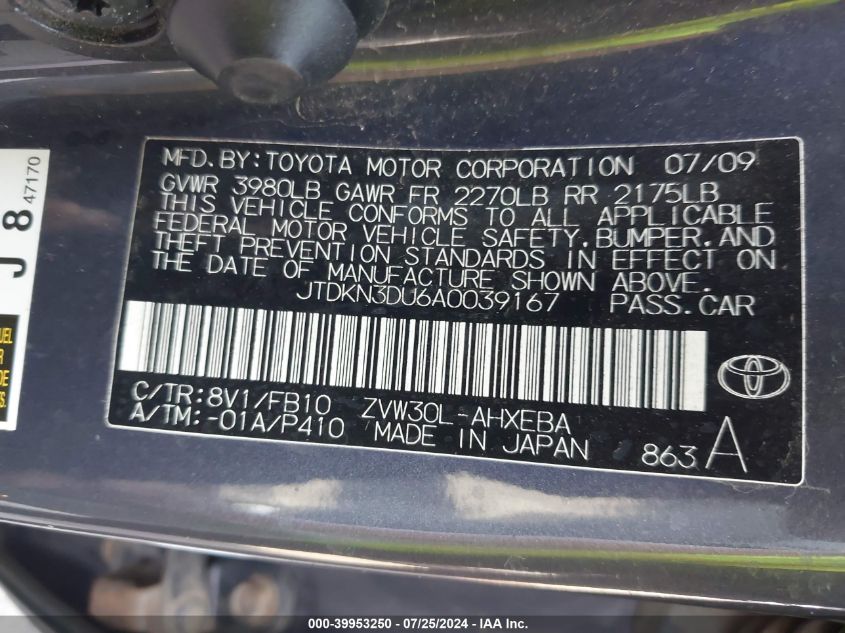 MFD. BY: TOYOTA MOTOR CORPORATION 07/09
GVWR 3980LB GAWR FR 2270LB RR 2175LB
THIS VEHICLE CONFORMS TO ALL APPLICABLE
FEDERAL MOTOR VEHICLE SAFETY, BUMPER, AND
THEFT PREVENTION STANDARDS IN EFFECT ON
THE DATE OF MANUFACTURE SHOWN ABOVE.
JTDKN3DU6A0039167 PASS. CAR
C/TR: 8V1/FB10 ZVW30L-AHXEBA
A/TM: -01A/P410 MADE IN JAPAN 863 A
J 8 47170
000-39953250 - 07/25/2024 - IAA, Inc.